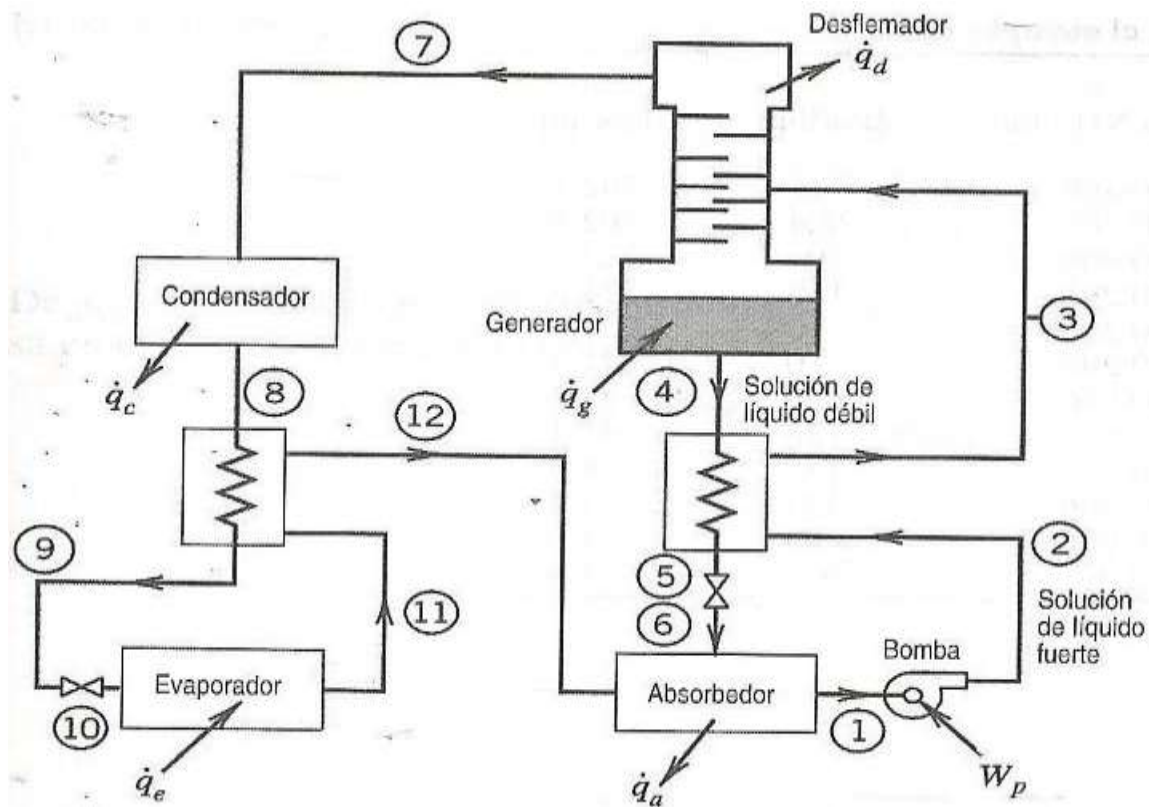 el
Desflemador
q̇d
7
Condensador
q̇c
Generador
q̇g
3
8
12
4
Solución de
líquido débil
9
2
5
11
6
Solución
de líquido
fuerte
Bomba
Evaporador
Absorbedor
10
1
q̇e
q̇a
Wp